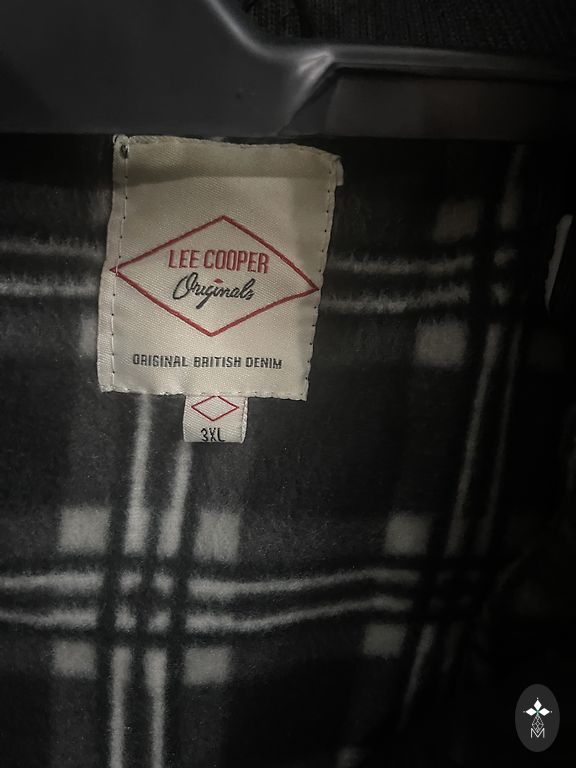 LEE COOPER
Originals
ORIGINAL BRITISH DENIM
3XL
M